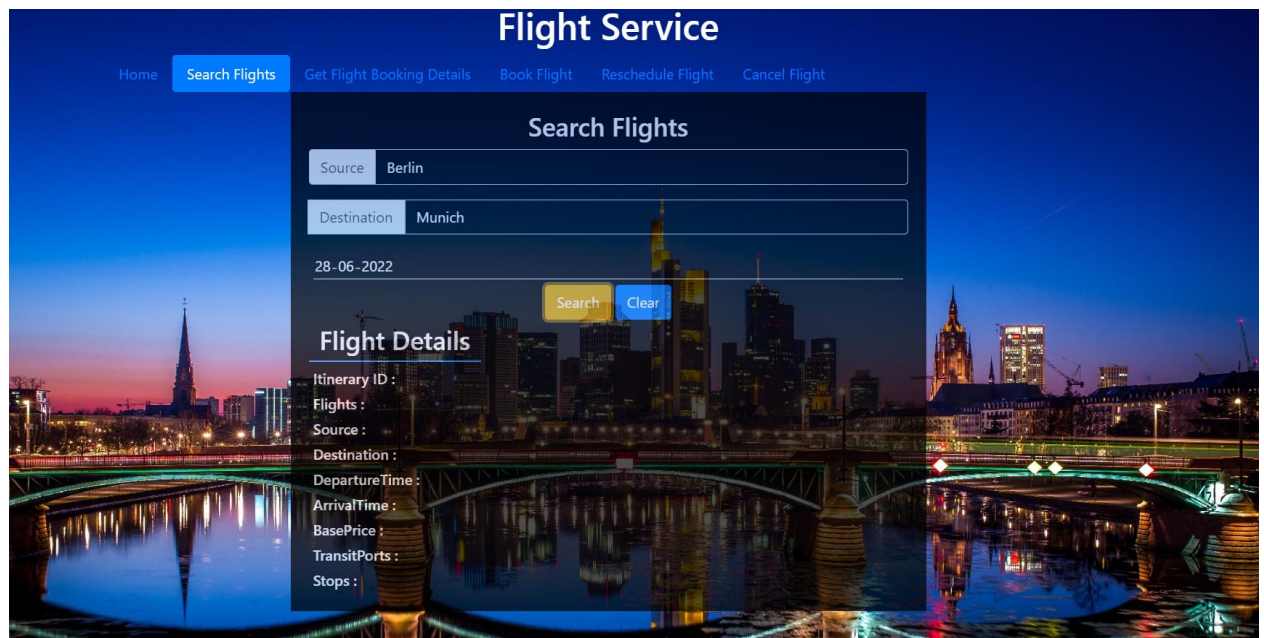 Flight Service
Home Search Flights Get Flight Booking Details Book Flight Reschedule Flight Cancel Flight
Search Flights
Source Berlin
Destination Munich
28-06-2022
Search Clear
Flight Details
Itinerary ID :
Flights :
Source :
Destination :
DepartureTime :
ArrivalTime :
BasePrice :
TransitPorts :
Stops :